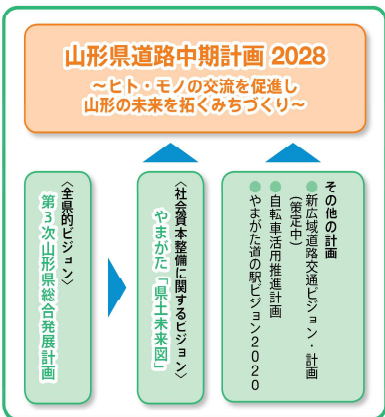 山形県道路中期計画 2028
～ヒト・モノの交流を促進し
山形の未来を拓くみちづくり～
〈全県的ビジョン〉
第3次山形県総合発展計画
〈社会資本整備に関するビジョン〉
やまがた「県土未来図」
その他の計画
●新広域道路交通ビジョン・計画
(策定中)
●自転車活用推進計画
●やまがた道の駅ビジョン2020